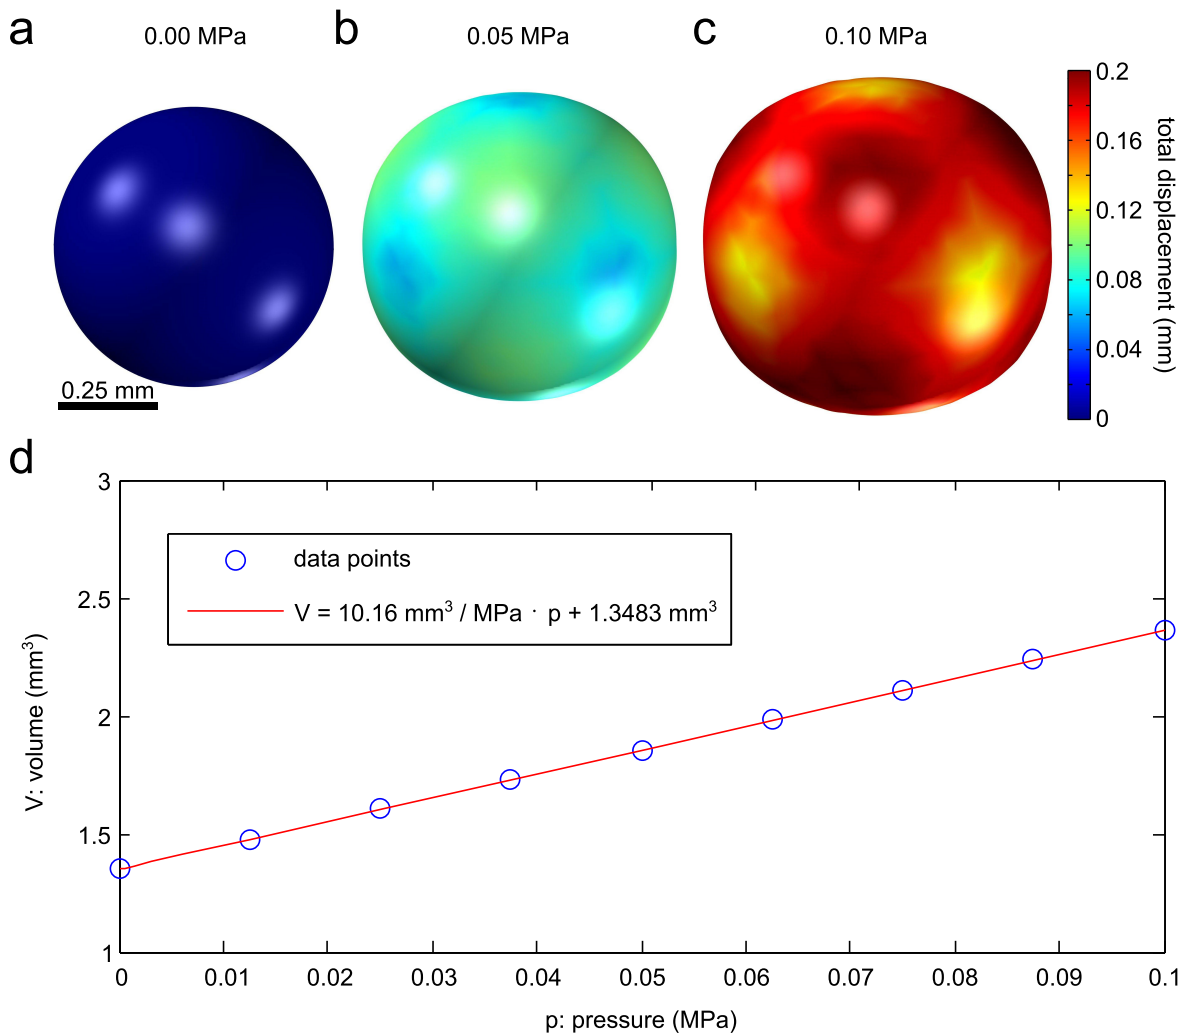 a
0.00 MPa
b
0.05 MPa
c
0.10 MPa
0.2
0.16
0.12
0.08
0.04
0
total displacement (mm)
0.25 mm
d
3
2.5
2
1.5
1
V: volume (mm³)
data points
V = 10.16 mm³ / MPa · p + 1.3483 mm³
0 0.01 0.02 0.03 0.04 0.05 0.06 0.07 0.08 0.09 0.1
p: pressure (MPa)